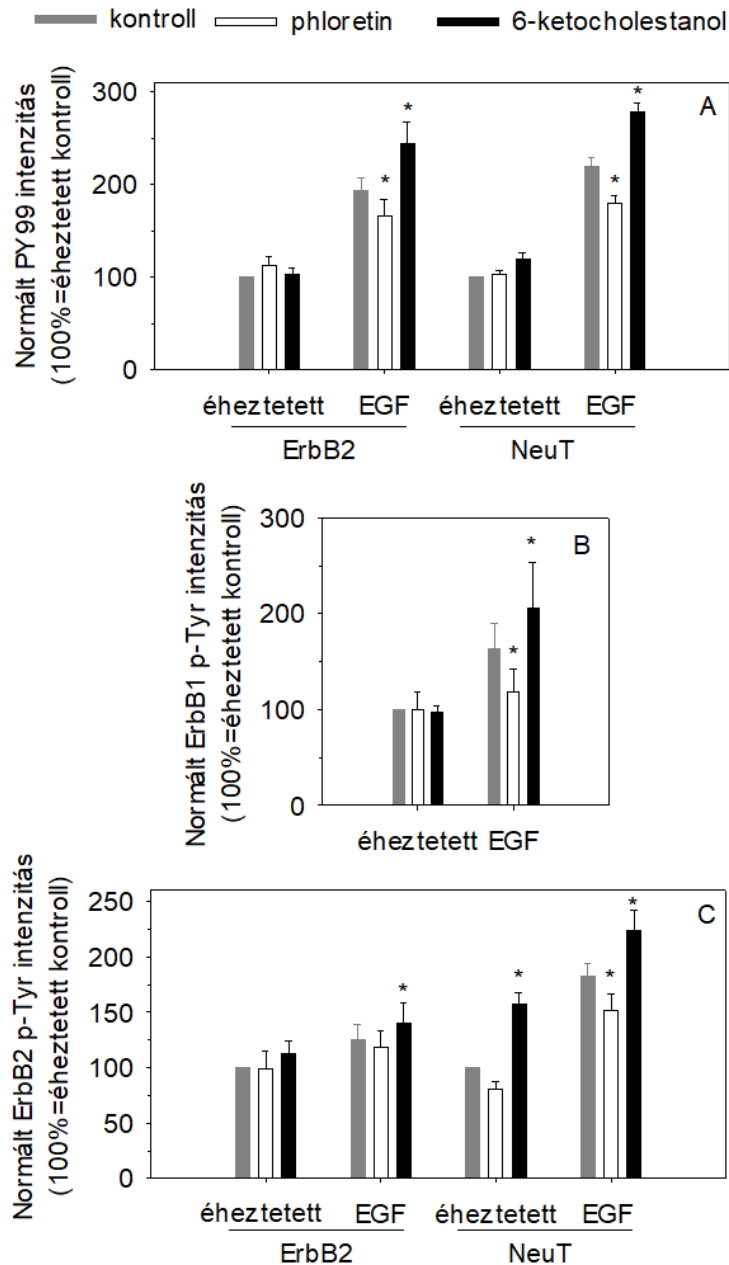 kontroll phloretin 6-ketocholestanol
Normált PY99 intenzitás
(100%=éheztetett kontroll)
300
200
100
0
A
* * * *
éheztetett EGF éheztetett EGF
ErbB2 NeuT
Normált ErbB1 p-Tyr intenzitás
(100%=éheztetett kontroll)
300
200
100
0
B
* *
éheztetett EGF
Normált ErbB2 p-Tyr intenzitás
(100%=éheztetett kontroll)
250
200
150
100
50
0
C
* * * *
éheztetett EGF éheztetett EGF
ErbB2 NeuT